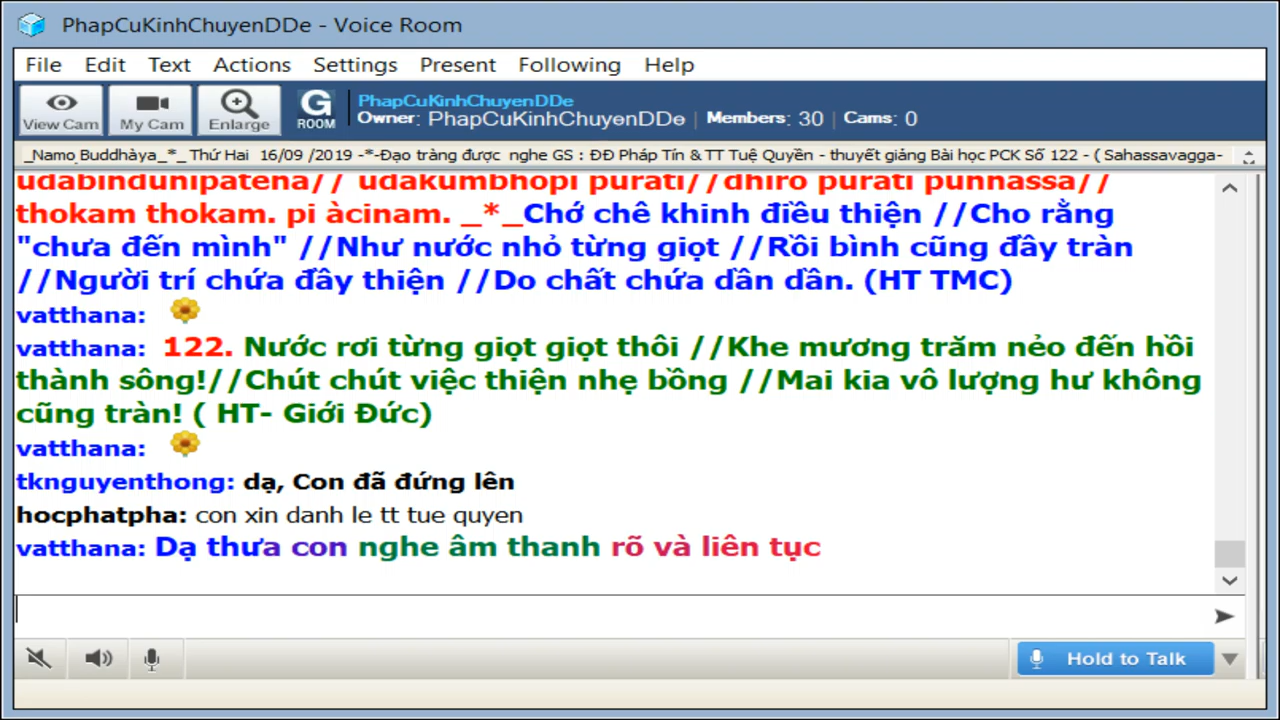 PhapCuKinhChuyenDDe - Voice Room
File Edit Text Actions Settings Present Following Help
View Cam My Cam Enlarge G ROOM
PhapCuKinhChuyenDDe
Owner: PhapCuKinhChuyenDDe | Members: 30 | Cams: 0
_Namo Buddhàya_*_ Thứ Hai 16/09 /2019 -*-Đạo tràng được nghe GS : ĐĐ Pháp Tín & TT Tuệ Quyền - thuyết giảng Bài học PCK Số 122 - ( Sahassavagga-
udabindunipatena// udakumbhopi purati//dhiro purati punnassa//
thokam thokam. pi àcinam. _*_Chớ chê khinh điều thiện //Cho rằng
"chưa đến mình" //Như nước nhỏ từng giọt //Rồi bình cũng đầy tràn
//Người trí chứa đầy thiện //Do chất chứa dần dần. (HT TMC)
vatthana:
vatthana: 122. Nước rơi từng giọt giọt thôi //Khe mương trăm nẻo đến hồi
thành sông!//Chút chút việc thiện nhẹ bồng //Mai kia vô lượng hư không
cũng tràn! ( HT- Giới Đức)
vatthana:
tknguyenthong: dạ, Con đã đứng lên
hocphatpha: con xin danh le tt tue quyen
vatthana: Dạ thưa con nghe âm thanh rõ và liên tục
Hold to Talk